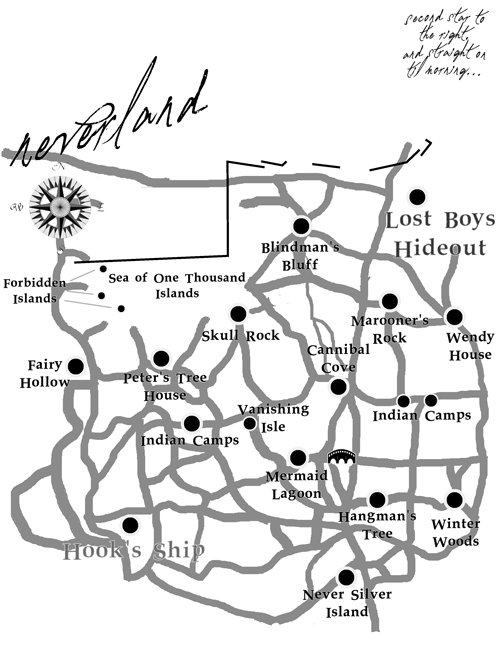 second star to
the right,
and straight on
til morning...
neverland
Lost Boys
Hideout
Blindman's
Bluff
Forbidden
Islands
Sea of One Thousand
Islands
Skull Rock
Marooner's
Rock
Wendy
House
Cannibal
Cove
Fairy
Hollow
Peter's Tree
House
Indian Camps
Vanishing
Isle
Indian Camps
Mermaid
Lagoon
Hangman's
Tree
Winter
Woods
Hook's Ship
Never Silver
Island